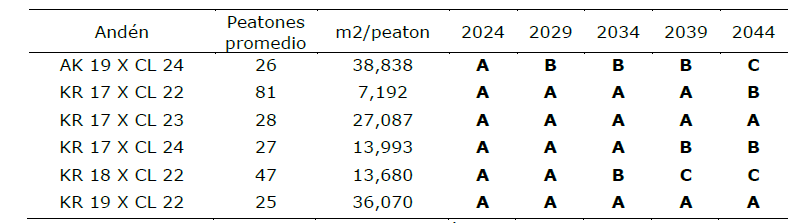 Andén Peatones promedio m2/peaton 2024 2029 2034 2039 2044
AK 19 X CL 24 26 38,838 A B B B C
KR 17 X CL 22 81 7,192 A A A A B
KR 17 X CL 23 28 27,087 A A A A A
KR 17 X CL 24 27 13,993 A A A B B
KR 18 X CL 22 47 13,680 A A B C C
KR 19 X CL 22 25 36,070 A A A A A